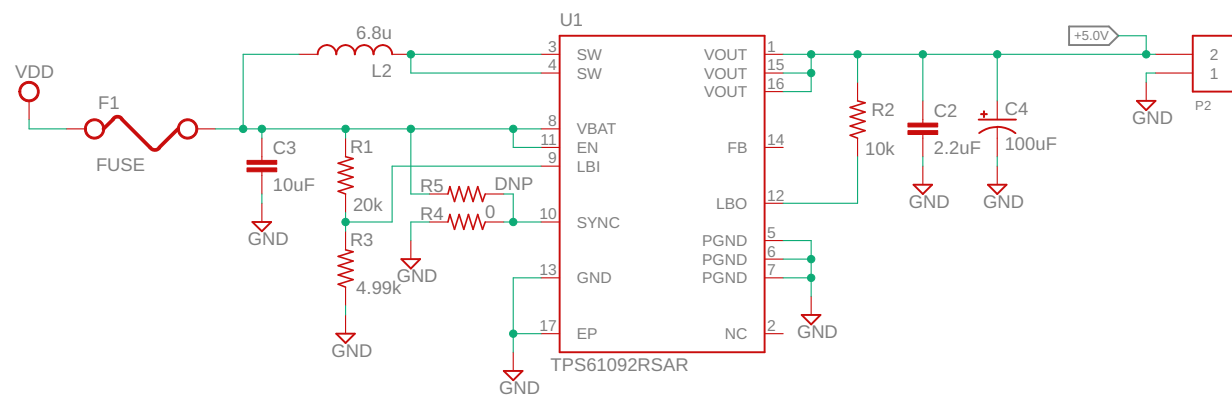 U1
6.8u
L2
3 SW
4 SW
VOUT 1
VOUT 15
VOUT 16
+5.0V
2
1
P2
GND
VDD
F1
FUSE
C3
10uF
GND
R1
20k
R3
4.99k
GND
8 VBAT
11 EN
9 LBI
R5 DNP
R4 0
GND
10 SYNC
13 GND
17 EP
GND
FB 14
LBO 12
PGND 5
PGND 6
PGND 7
NC 2
GND
R2
10k
C2
2.2uF
GND
C4
100uF
GND
TPS61092RSAR